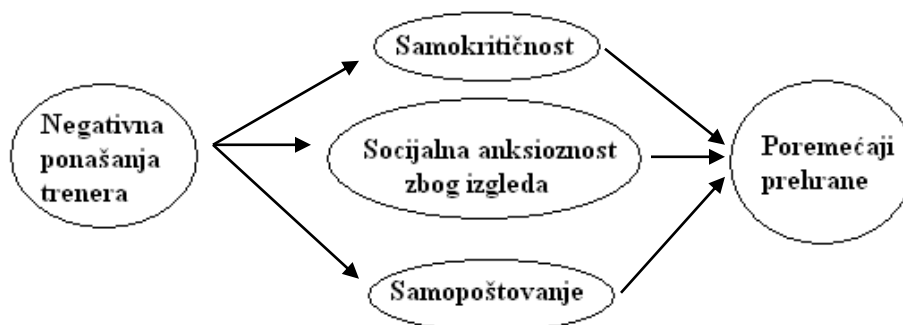 Samokritičnost
Negativna
ponašanja
trenera
Socijalna anksioznost
zbog izgleda
Poremećaji
prehrane
Samopoštovanje